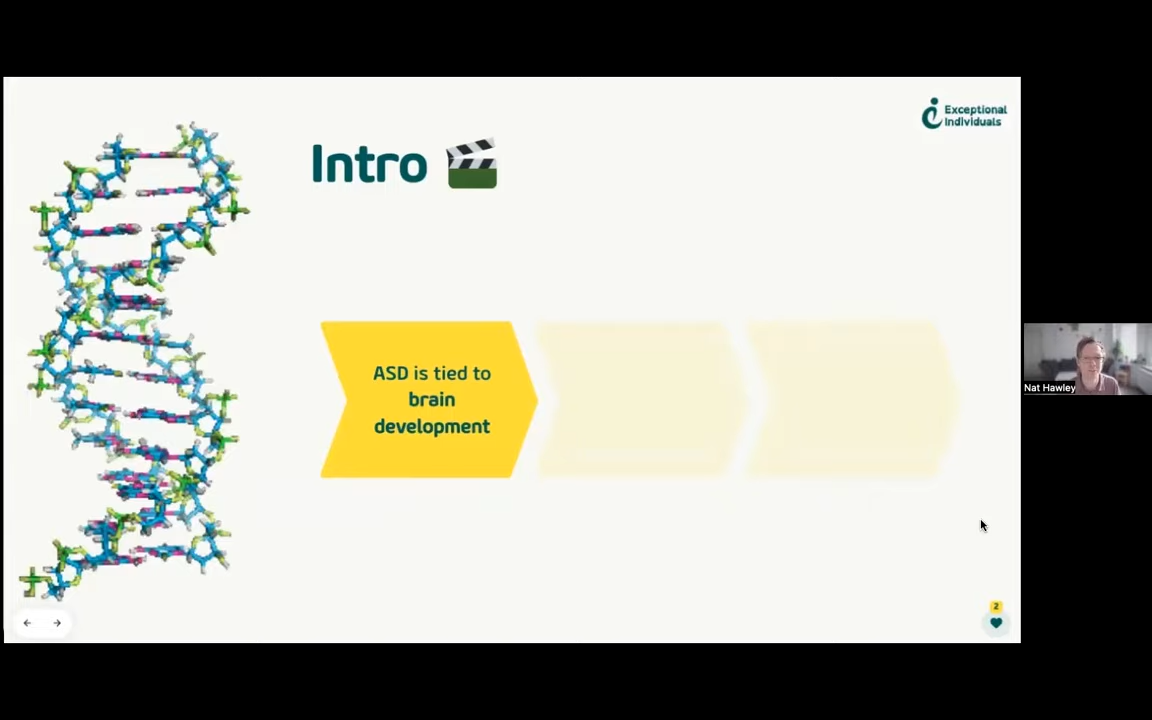 Exceptional
Individuals
Intro
ASD is tied to
brain
development
Nat Hawley
2